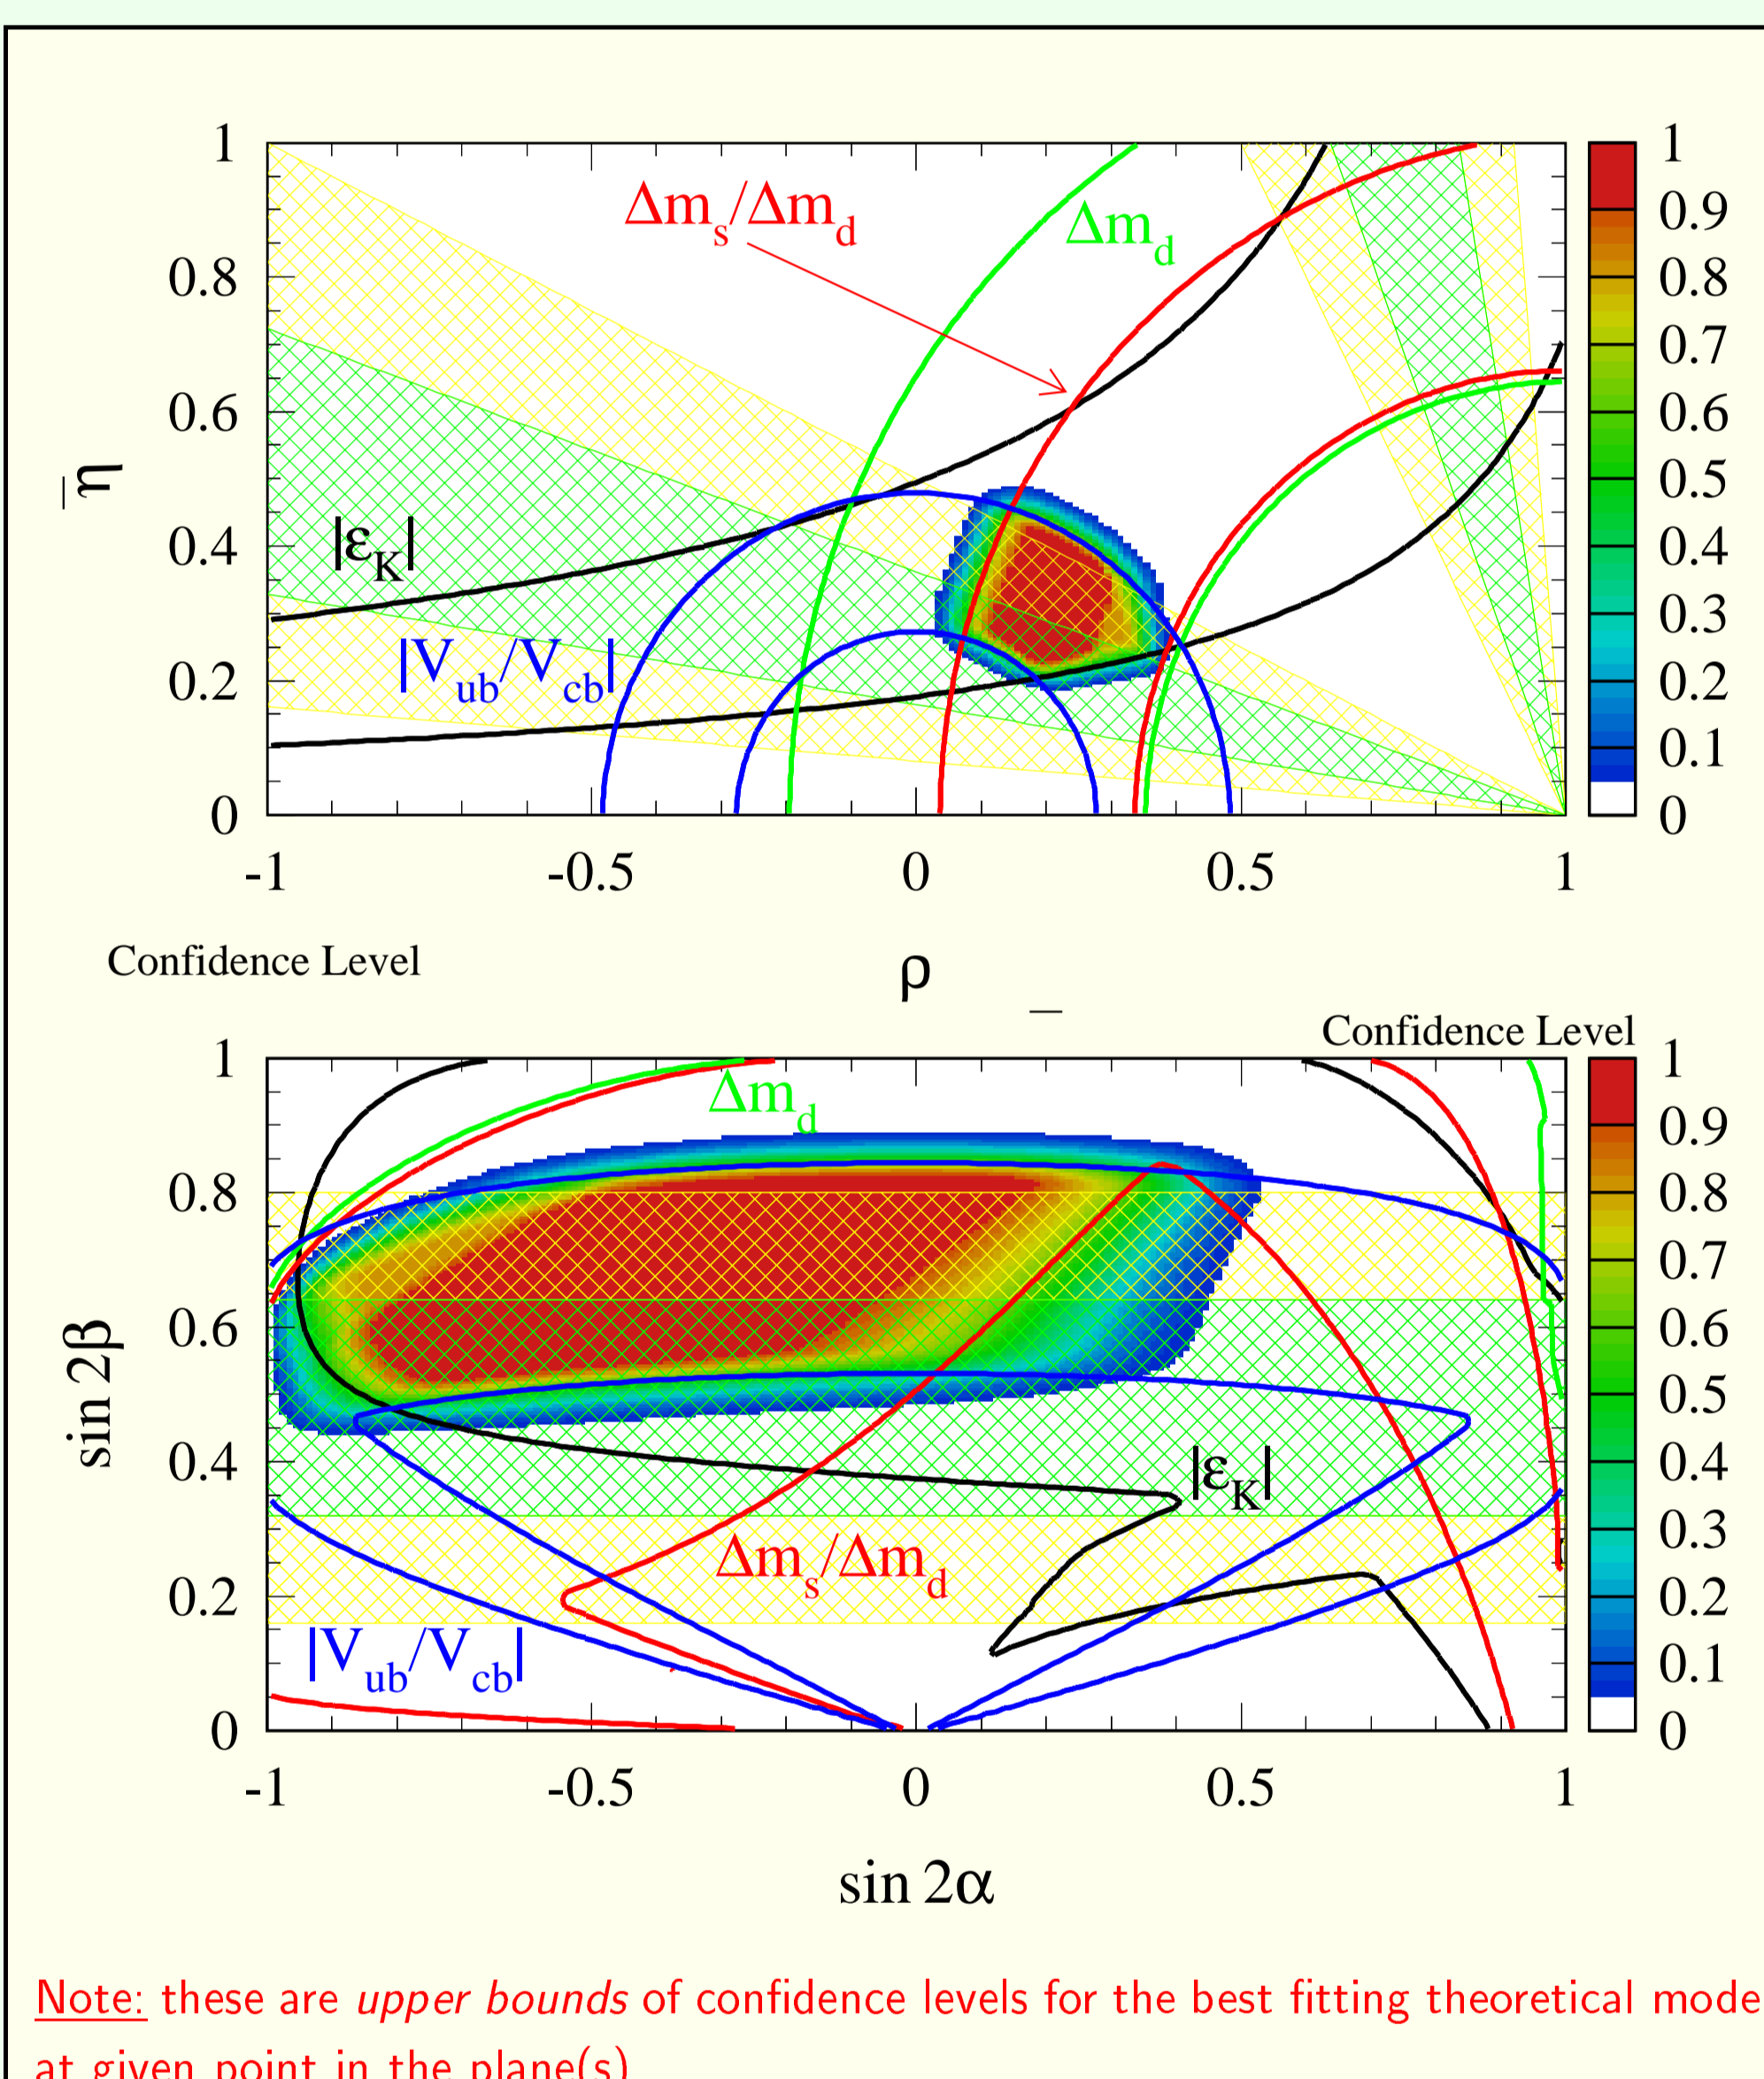 1
0.8
0.6
0.4
0.2
0
η̄
Δms/Δmd
Δmd
|εK|
|Vub/Vcb|
-1 -0.5 0 0.5 1
1
0.9
0.8
0.7
0.6
0.5
0.4
0.3
0.2
0.1
0
Confidence Level
ρ
Confidence Level
1
0.8
0.6
0.4
0.2
0
sin 2β
Δmd
|εK|
Δms/Δmd
|Vub/Vcb|
-1 -0.5 0 0.5 1
sin 2α
1
0.9
0.8
0.7
0.6
0.5
0.4
0.3
0.2
0.1
0
Note: these are upper bounds of confidence levels for the best fitting theoretical mode
at given point in the plane(s)